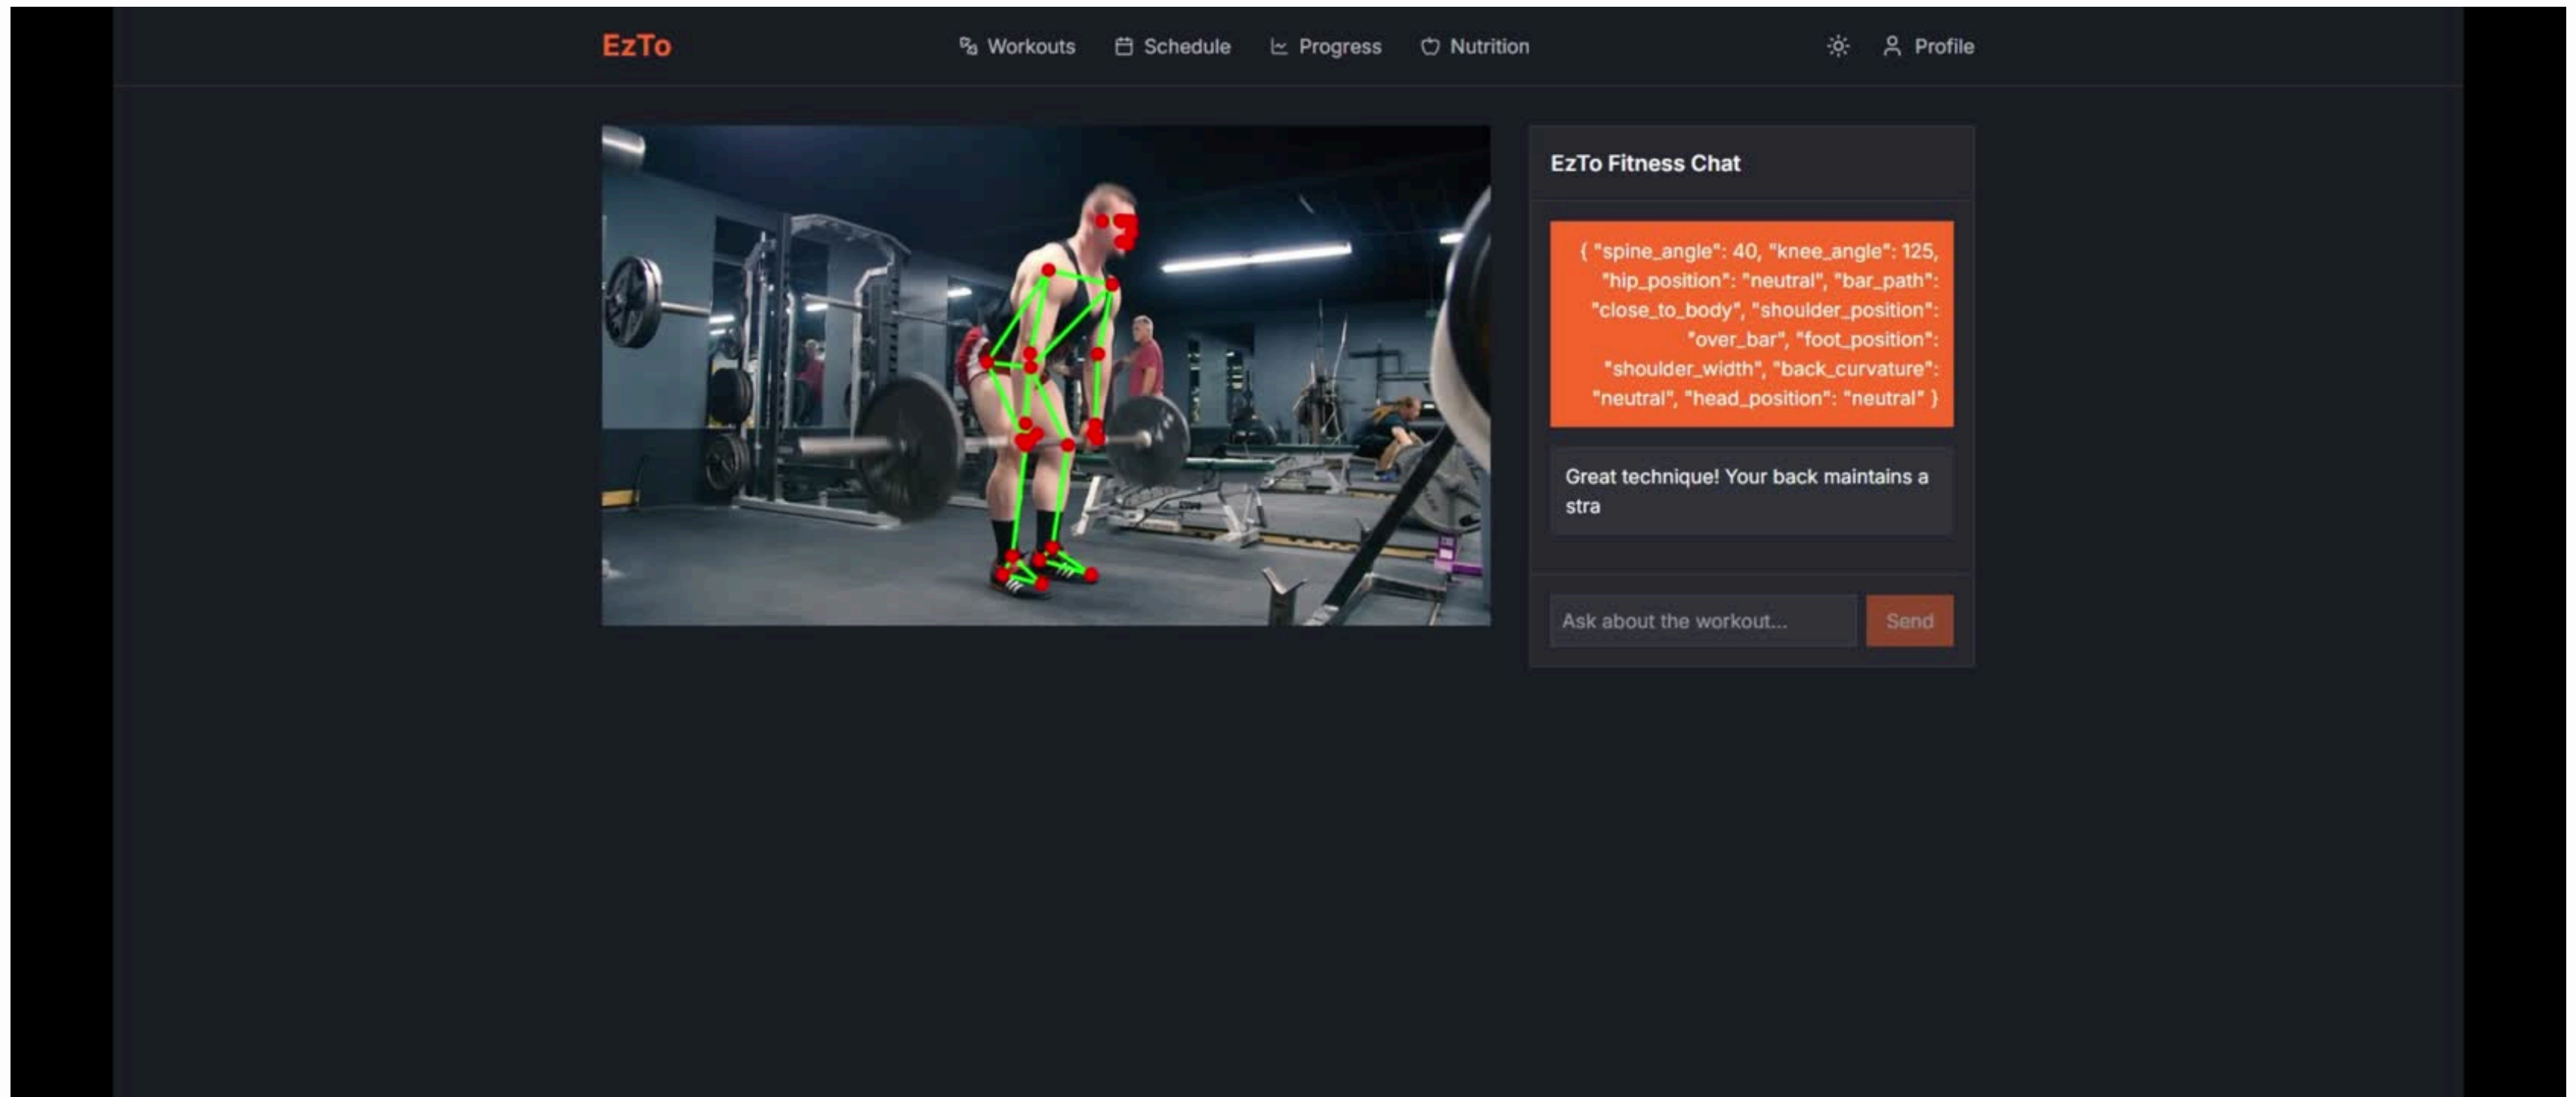 EzTo
Workouts
Schedule
Progress
Nutrition
Profile
EzTo Fitness Chat
{ "spine_angle": 40, "knee_angle": 125,
"hip_position": "neutral", "bar_path":
"close_to_body", "shoulder_position":
"over_bar", "foot_position":
"shoulder_width", "back_curvature":
"neutral", "head_position": "neutral" }
Great technique! Your back maintains a
stra
Ask about the workout...
Send